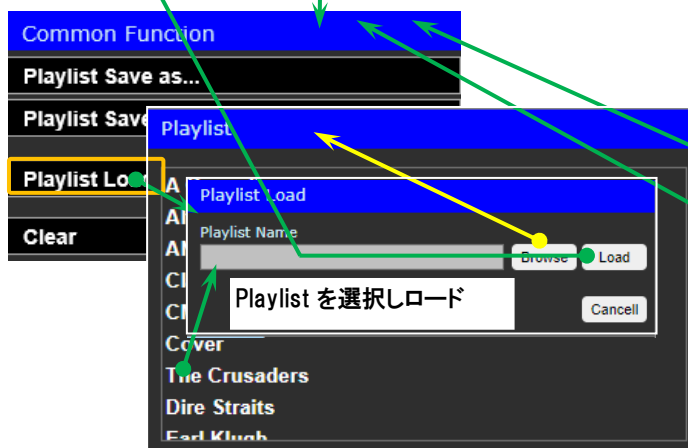 Common Function
Playlist Save as...
Playlist Save
Playlist Load
Clear
Playlist
Playlist Load
Playlist Name
Browse
Load
Playlist を選択しロード
Cancell
Cover
The Crusaders
Dire Straits
Earl Klugh